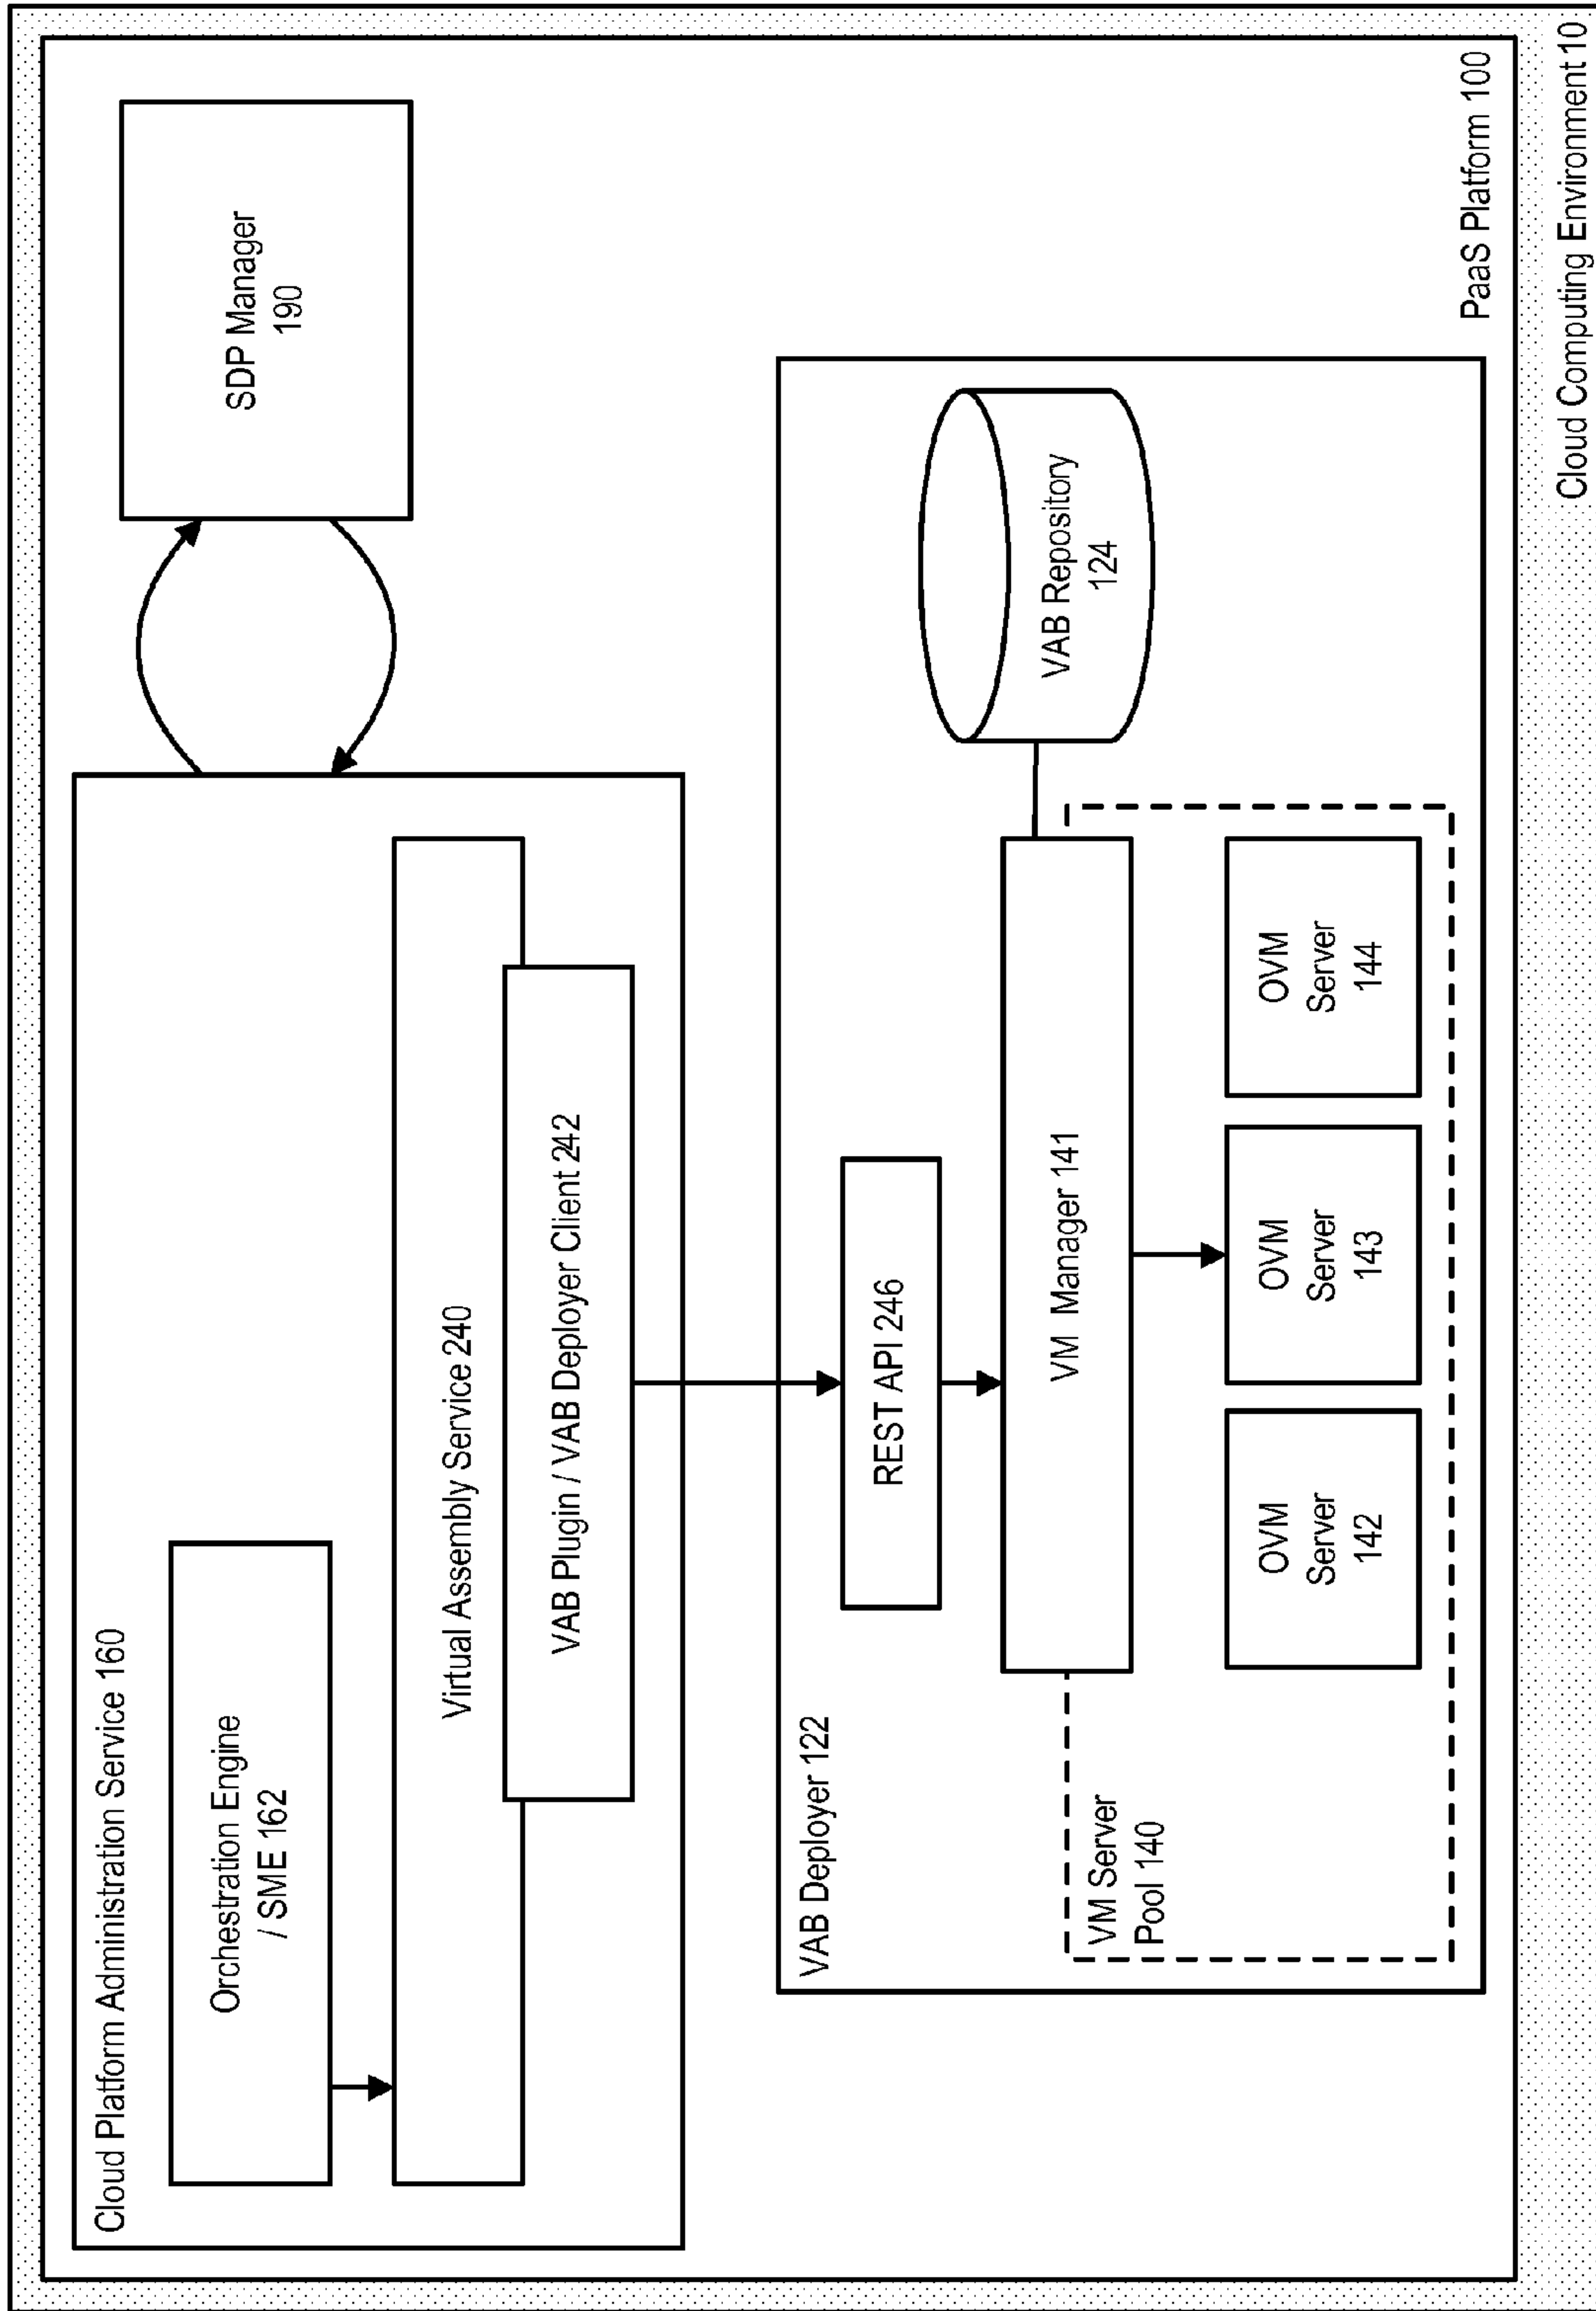 Cloud Platform Administration Service 160
Orchestration Engine
/ SME 162
Virtual Assembly Service 240
VAB Plugin / VAB Deployer Client 242
SDP Manager
190
VAB Deployer 122
REST API 246
VM Manager 141
VAB Repository
124
VM Server
Pool 140
OVM
Server
142
OVM
Server
143
OVM
Server
144
PaaS Platform 100
Cloud Computing Environment 10